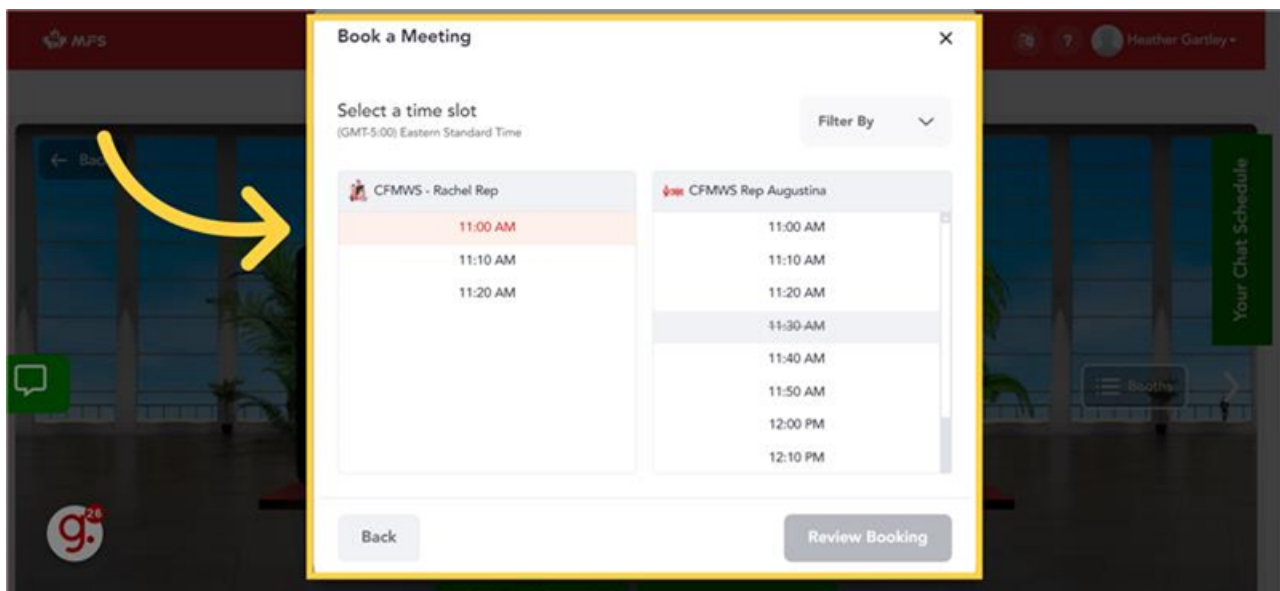 MFS
Book a Meeting
? Heather Gartley
Select a time slot
(GMT-5:00) Eastern Standard Time
Filter By
Back
CFMWS - Rachel Rep
11:00 AM
11:10 AM
11:20 AM
CFMWS Rep Augustina
11:00 AM
11:10 AM
11:20 AM
11:30 AM
11:40 AM
11:50 AM
12:00 PM
12:10 PM
Your Chat Schedule
Booths
g. 26
Back
Review Booking